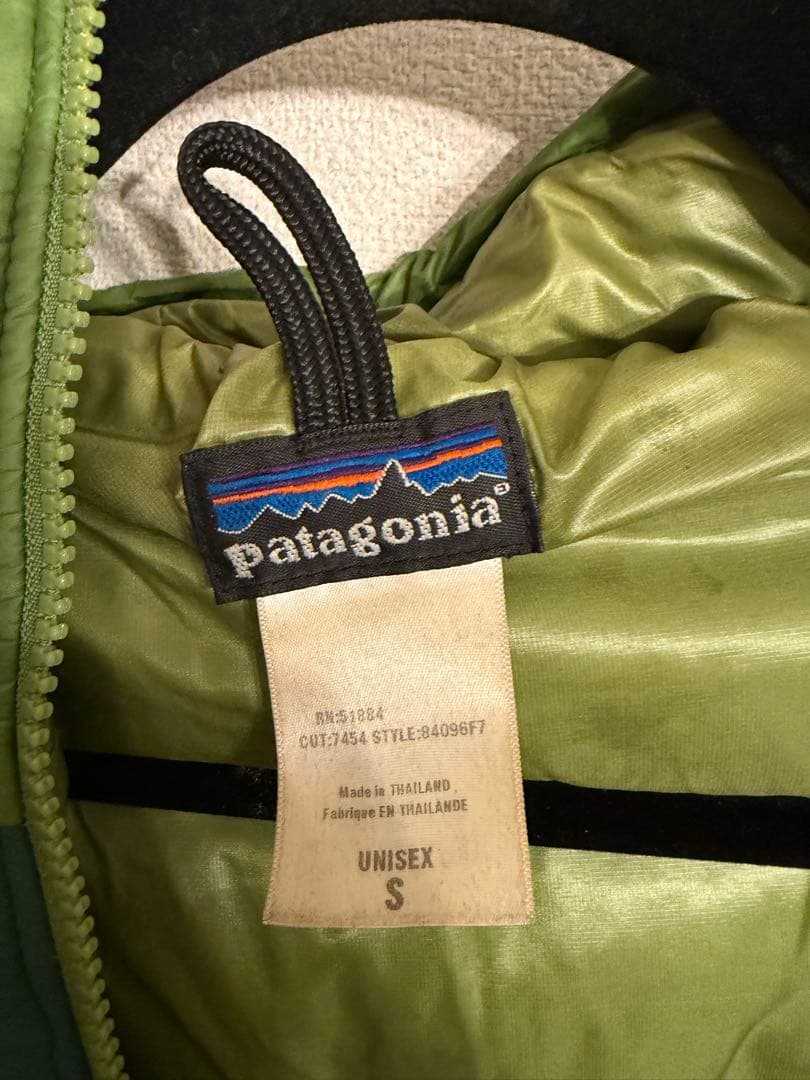 patagonia®
RN:51884
CUT:7454 STYLE:84096F7
Made in THAILAND
Fabrique EN THAILANDE
UNISEX
S